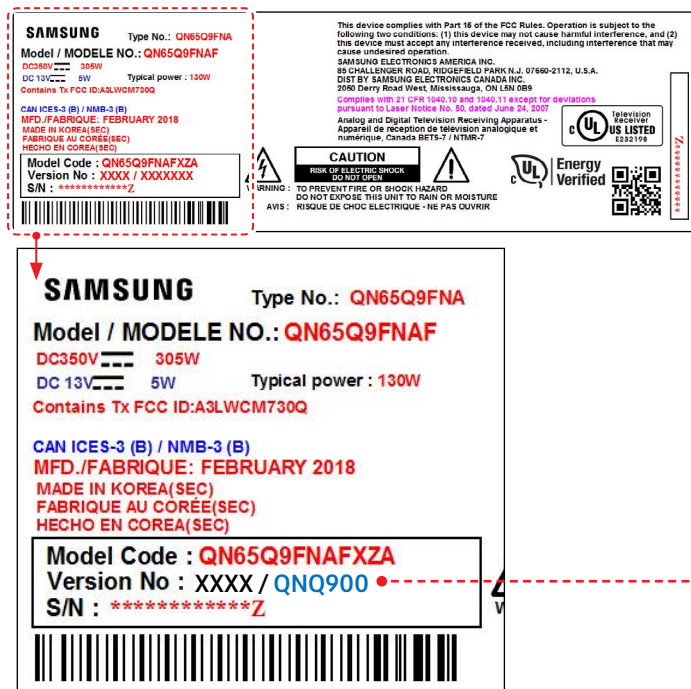 SAMSUNG
Type No.: QN65Q9FNA
Model / MODELE NO.: QN65Q9FNAF
DC350V 305W
DC 13V 5W Typical power : 130W
Contains Tx FCC ID:A3LWCM730Q
CAN ICES-3 (B) / NMB-3 (B)
MFD./FABRIQUE: FEBRUARY 2018
MADE IN KOREA(SEC)
FABRIQUE AU CORÉE(SEC)
HECHO EN COREA(SEC)
Model Code : QN65Q9FNAFXZA
Version No : XXXX / XXXXXXX
S/N : ************Z
This device complies with Part 15 of the FCC Rules. Operation is subject to the
following two conditions: (1) this device may not cause harmful interference, and (2)
this device must accept any interference received, including interference that may
cause undesired operation.
SAMSUNG ELECTRONICS AMERICA INC.
85 CHALLENGER ROAD, RIDGEFIELD PARK N.J. 07660-2112, U.S.A.
DIST BY SAMSUNG ELECTRONICS CANADA INC.
2050 Derry Road West, Mississauga, ON L5N 0B9
Complies with 21 CFR 1040.10 and 1040.11 except for deviations
pursuant to Laser Notice No. 50, dated June 24, 2007
Analog and Digital Television Receiving Apparatus -
Appareil de réception de télévision analogique et
numérique, Canada BETS-7 / NTMR-7
CAUTION
RISK OF ELECTRIC SHOCK
DO NOT OPEN
WARNING : TO PREVENT FIRE OR SHOCK HAZARD
DO NOT EXPOSE THIS UNIT TO RAIN OR MOISTURE
AVIS : RISQUE DE CHOC ELECTRIQUE - NE PAS OUVRIR
Television
Receiver
c UL US LISTED
E232198
c UL Energy
Verified
************Z
SAMSUNG
Type No.: QN65Q9FNA
Model / MODELE NO.: QN65Q9FNAF
DC350V 305W
DC 13V 5W Typical power : 130W
Contains Tx FCC ID:A3LWCM730Q
CAN ICES-3 (B) / NMB-3 (B)
MFD./FABRIQUE: FEBRUARY 2018
MADE IN KOREA(SEC)
FABRIQUE AU CORÉE(SEC)
HECHO EN COREA(SEC)
Model Code : QN65Q9FNAFXZA
Version No : XXXX / QNQ900
S/N : ************Z
W